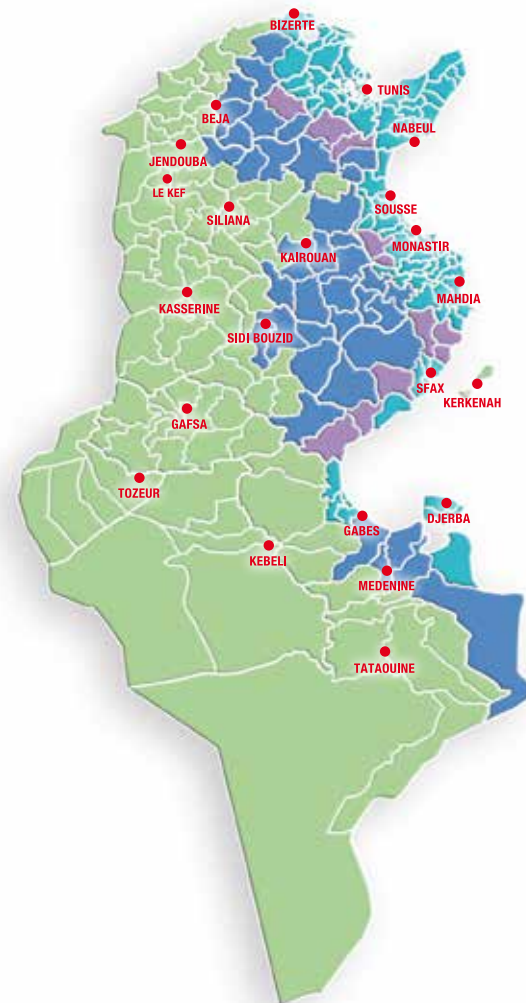 BIZERTE
TUNIS
BEJA
NABEUL
JENDOUBA
LE KEF
SOUSSE
SILIANA
MONASTIR
KAIROUAN
MAHDIA
KASSERINE
SIDI BOUZID
SFAX
KERKENAH
GAFSA
TOZEUR
DJERBA
GABES
KEBELI
MEDENINE
TATAOUINE